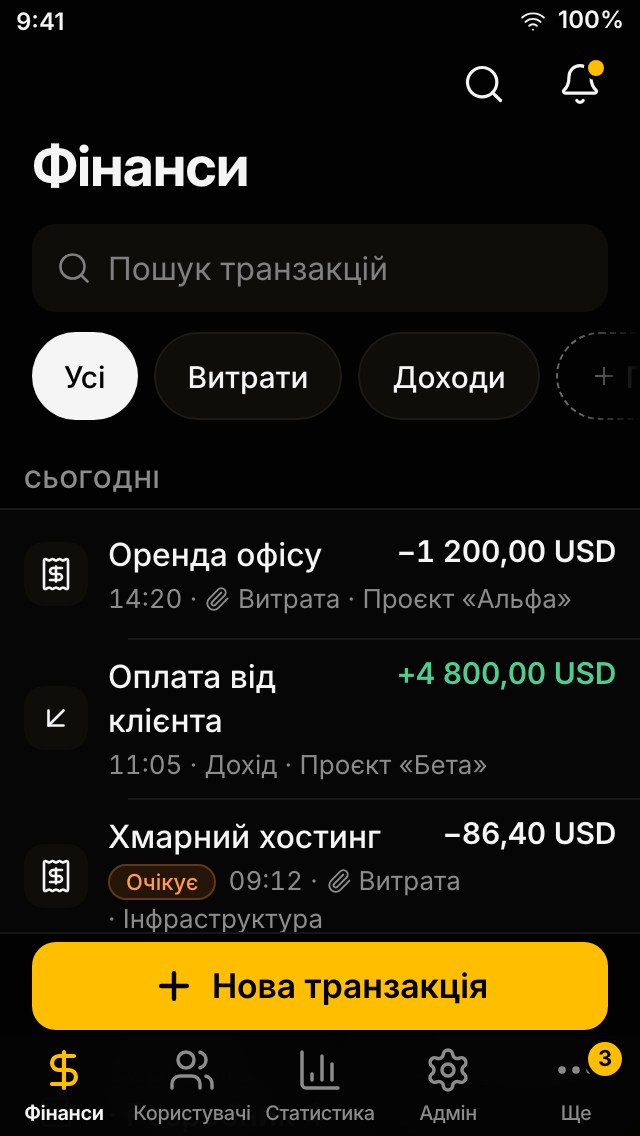 9:41
100%
Фінанси
Пошук транзакцій
Усі
Витрати
Доходи
+
СЬОГОДНІ
Оренда офісу
−1 200,00 USD
14:20 · Витрата · Проєкт «Альфа»
Оплата від
клієнта
+4 800,00 USD
11:05 · Дохід · Проєкт «Бета»
Хмарний хостинг
−86,40 USD
Очікує 09:12 · Витрата
· Інфраструктура
+ Нова транзакція
3
Фінанси
Користувачі
Статистика
Адмін
Ще